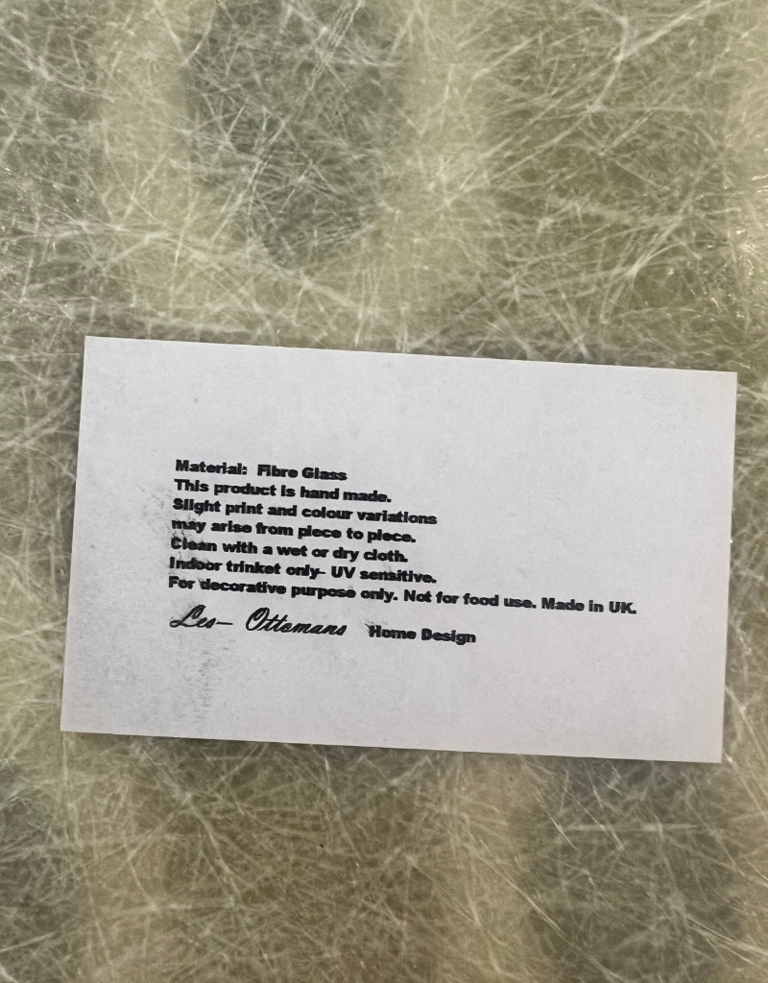 Material: Fibre Glass
This product is hand made.
Slight print and colour variations
may arise from piece to piece.
Clean with a wet or dry cloth.
Indoor trinket only- UV sensitive.
For decorative purpose only. Not for food use. Made in UK.
Les- Ottomans Home Design